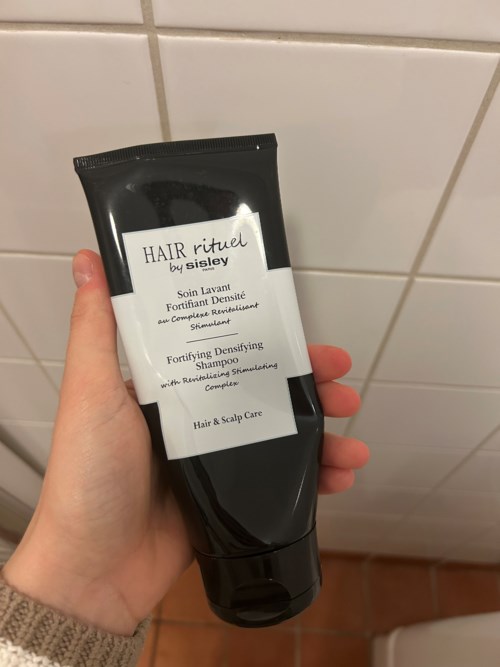 HAIR rituel
by sisley
PARIS
Soin Lavant
Fortifiant Densité
au Complexe Revitalisant
Stimulant
Fortifying Densifying
Shampoo
with Revitalizing Stimulating
Complex
Hair & Scalp Care